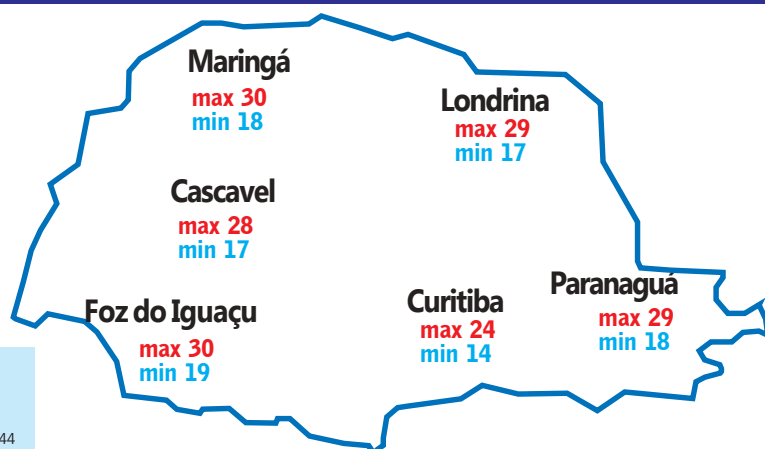 Maringá
max 30
min 18
Londrina
max 29
min 17
Cascavel
max 28
min 17
Foz do Iguaçu
max 30
min 19
Curitiba
max 24
min 14
Paranaguá
max 29
min 18
44